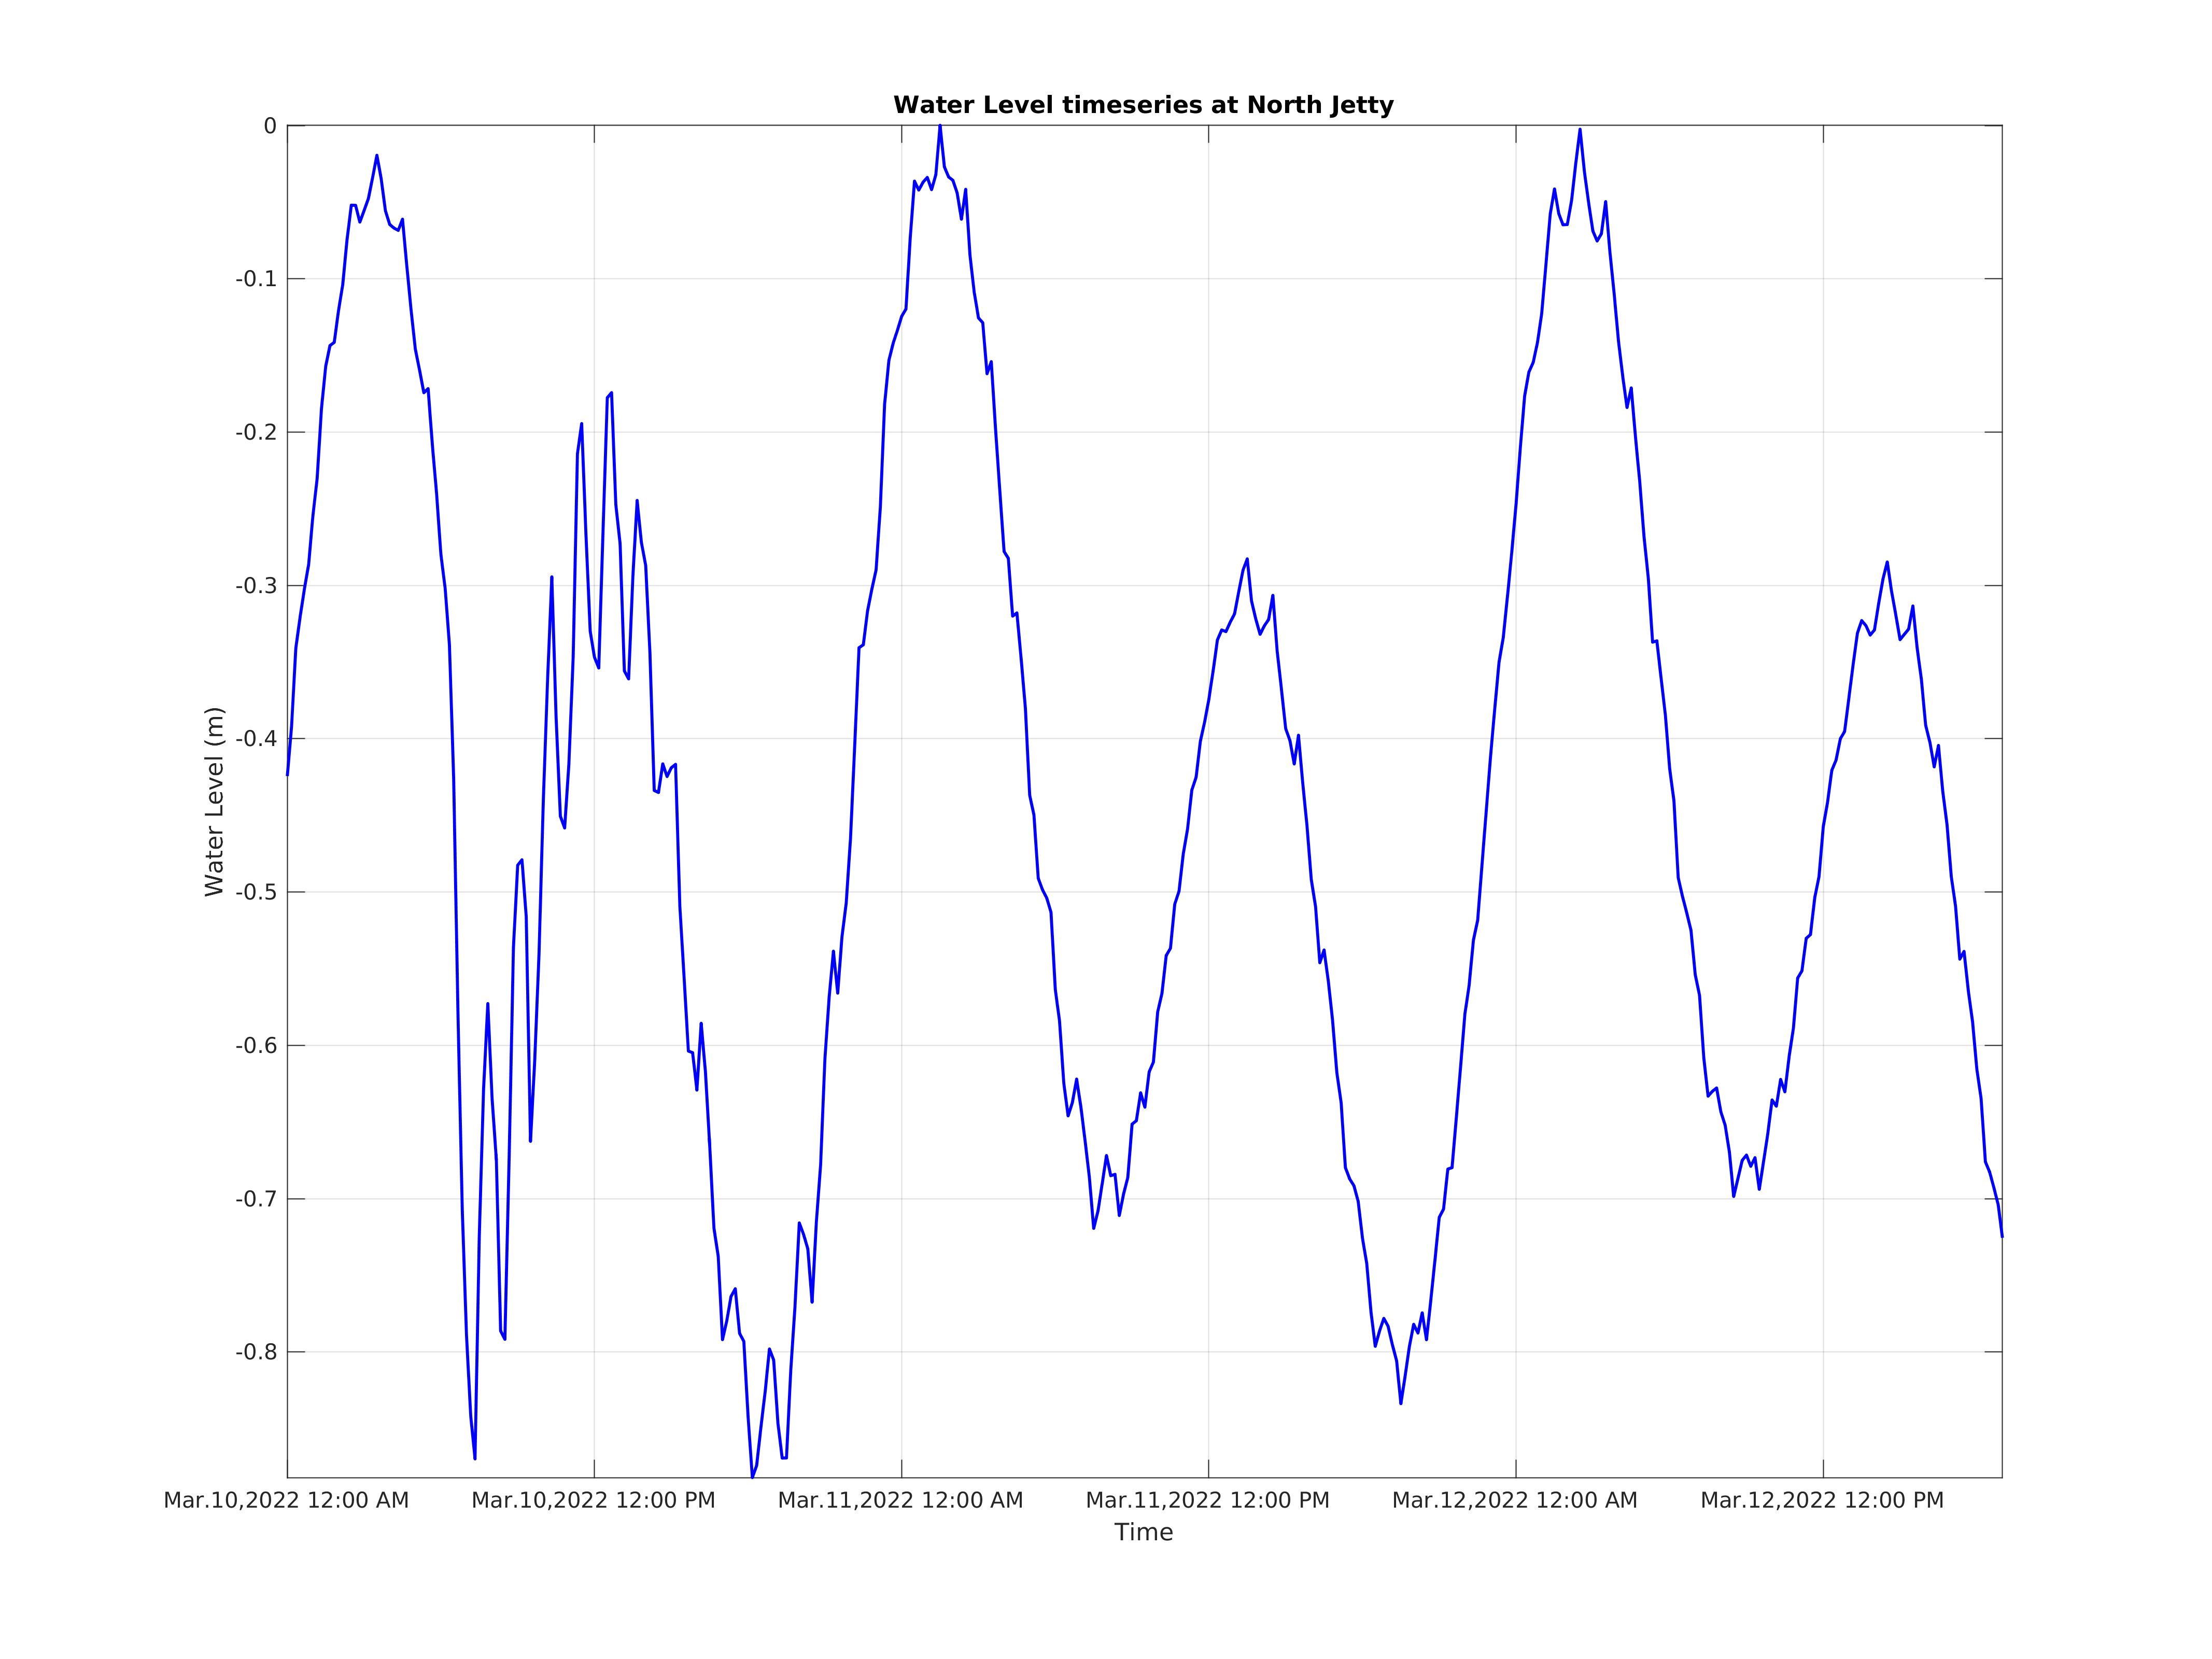 Water Level timeseries at North Jetty
0
-0.1
-0.2
-0.3
-0.4
-0.5
-0.6
-0.7
-0.8
Water Level (m)
Mar.10,2022 12:00 AM Mar.10,2022 12:00 PM Mar.11,2022 12:00 AM Mar.11,2022 12:00 PM Mar.12,2022 12:00 AM Mar.12,2022 12:00 PM
Time